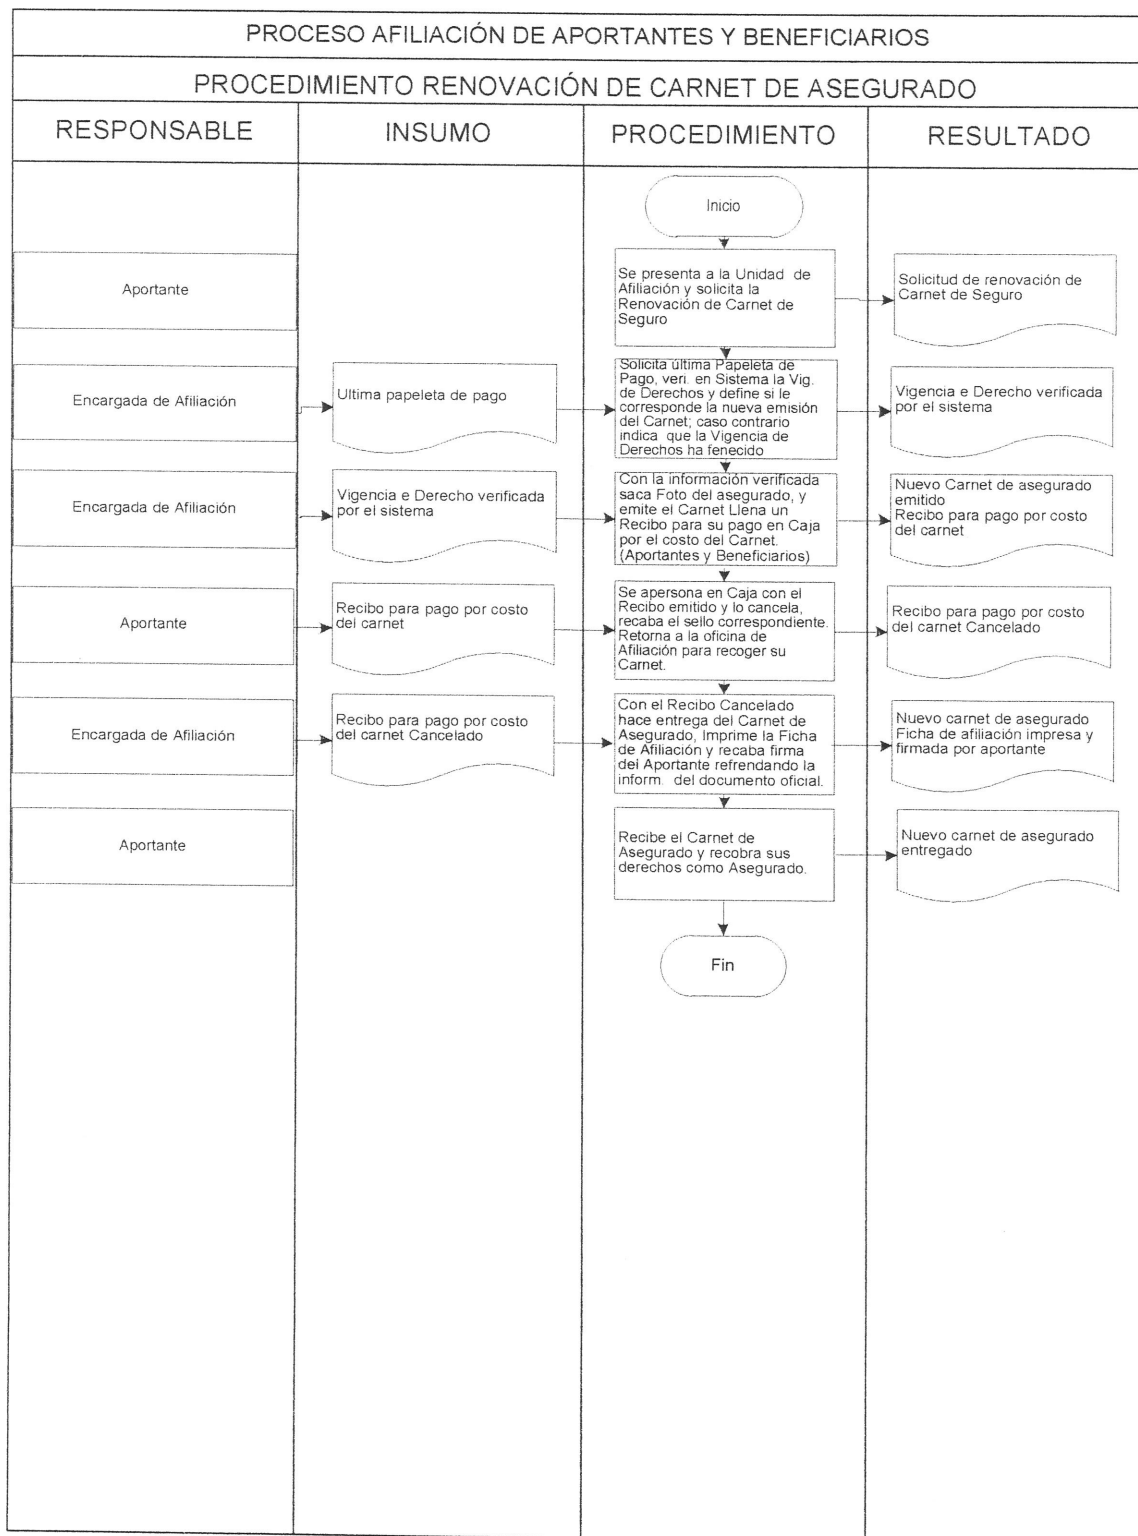 PROCESO AFILIACIÓN DE APORTANTES Y BENEFICIARIOS
PROCEDIMIENTO RENOVACIÓN DE CARNET DE ASEGURADO
RESPONSABLE
INSUMO
PROCEDIMIENTO
RESULTADO
Inicio
Aportante
Se presenta a la Unidad de
Afiliación y solicita la
Renovación de Carnet de
Seguro
Solicitud de renovación de
Carnet de Seguro
Encargada de Afiliación
Ultima papeleta de pago
Solicita última Papeleta de
Pago, veri. en Sistema la Vig.
de Derechos y define si le
corresponde la nueva emisión
del Carnet; caso contrario
indica que la Vigencia de
Derechos ha fenecido
Vigencia e Derecho verificada
por el sistema
Encargada de Afiliación
Vigencia e Derecho verificada
por el sistema
Con la información verificada
saca Foto del asegurado, y
emite el Carnet Llena un
Recibo para su pago en Caja
por el costo del Carnet.
(Aportantes y Beneficiarios)
Nuevo Carnet de asegurado
emitido
Recibo para pago por costo
del carnet
Aportante
Recibo para pago por costo
del carnet
Se apersona en Caja con el
Recibo emitido y lo cancela,
recaba el sello correspondiente.
Retorna a la oficina de
Afiliación para recoger su
Carnet.
Recibo para pago por costo
del carnet Cancelado
Encargada de Afiliación
Recibo para pago por costo
del carnet Cancelado
Con el Recibo Cancelado
hace entrega del Carnet de
Asegurado, Imprime la Ficha
de Afiliación y recaba firma
del Aportante refrendando la
inform. del documento oficial.
Nuevo carnet de asegurado
Ficha de afiliación impresa y
firmada por aportante
Aportante
Recibe el Carnet de
Asegurado y recobra sus
derechos como Asegurado.
Nuevo carnet de asegurado
entregado
Fin